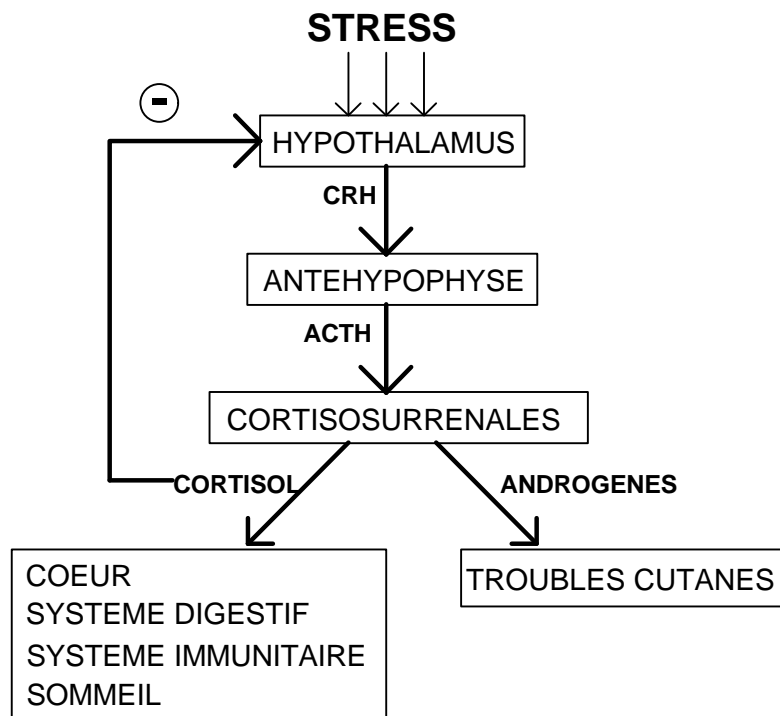 STRESS
-
HYPOTHALAMUS
CRH
ANTEHYPOPHYSE
ACTH
CORTISOSURRENALES
CORTISOL
ANDROGENES
COEUR
SYSTEME DIGESTIF
SYSTEME IMMUNITAIRE
SOMMEIL
TROUBLES CUTANES